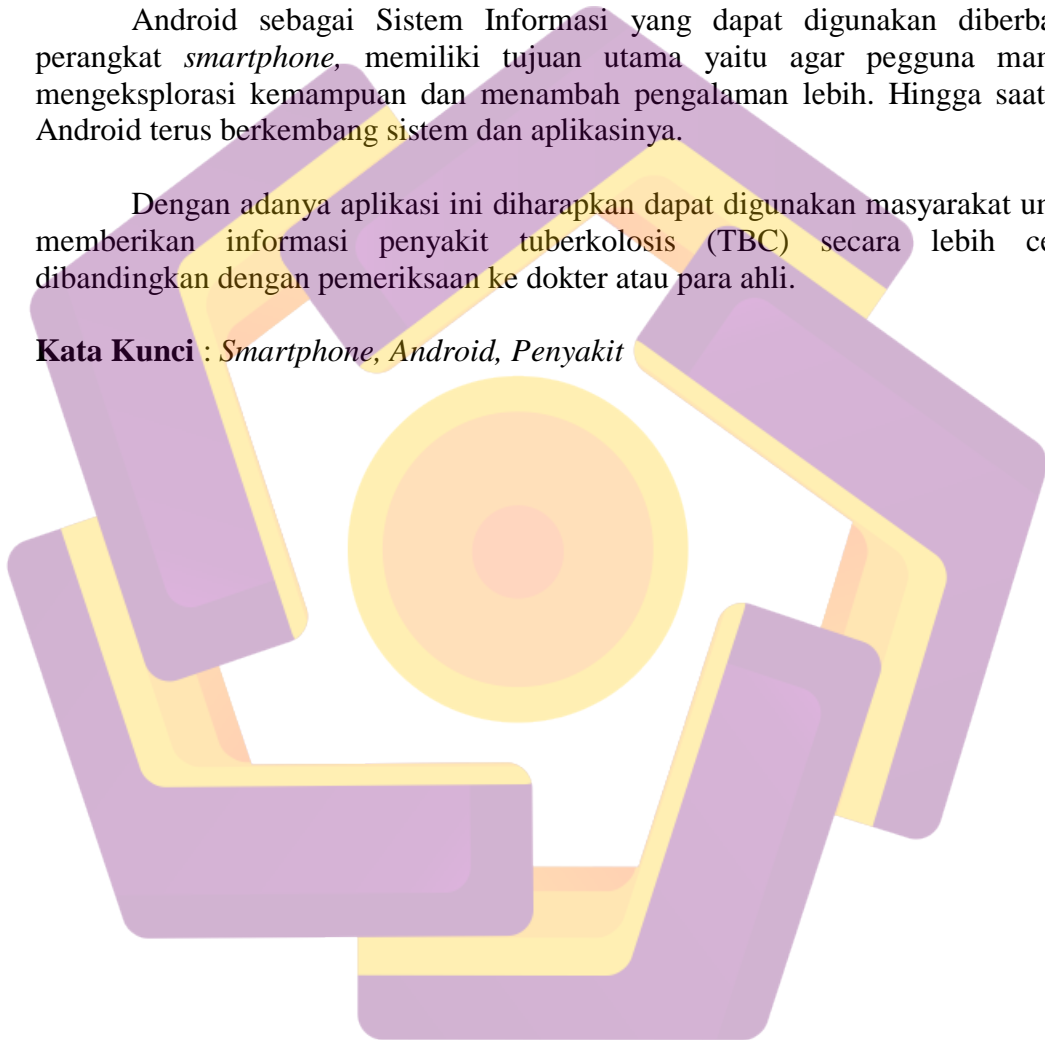 Android sebagai Sistem Informasi yang dapat digunakan diberba
perangkat smartphone, memiliki tujuan utama yaitu agar pegguna mam
mengeksplorasi kemampuan dan menambah pengalaman lebih. Hingga saat
Android terus berkembang sistem dan aplikasinya.
Dengan adanya aplikasi ini diharapkan dapat digunakan masyarakat un
memberikan informasi penyakit tuberkolosis (TBC) secara lebih ce
dibandingkan dengan pemeriksaan ke dokter atau para ahli.
Kata Kunci : Smartphone, Android, Penyakit